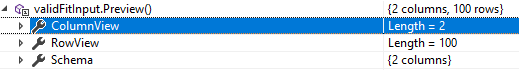 validFitInput.Preview() {2 columns, 100 rows}
ColumnView Length = 2
RowView Length = 100
Schema {2 columns}